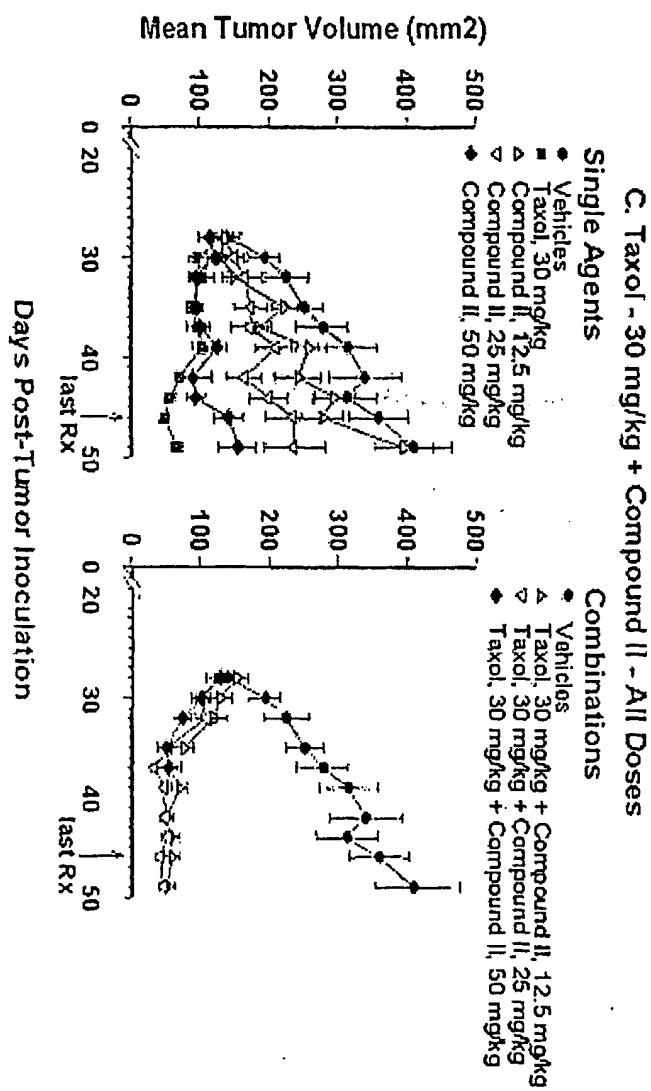 C. Taxol - 30 mg/kg + Compound II - All Doses
Single Agents
Vehicles
Taxol, 30 mg/kg
Compound II, 12.5 mg/kg
Compound II, 25 mg/kg
Compound II, 50 mg/kg
Combinations
Vehicles
Taxol, 30 mg/kg + Compound II, 12.5 mg/kg
Taxol, 30 mg/kg + Compound II, 25 mg/kg
Taxol, 30 mg/kg + Compound II, 50 mg/kg
Mean Tumor Volume (mm2)
500
400
300
200
100
0
0 20 30 40 50
last Rx
500
400
300
200
100
0
0 20 30 40 50
last Rx
Days Post-Tumor Inoculation